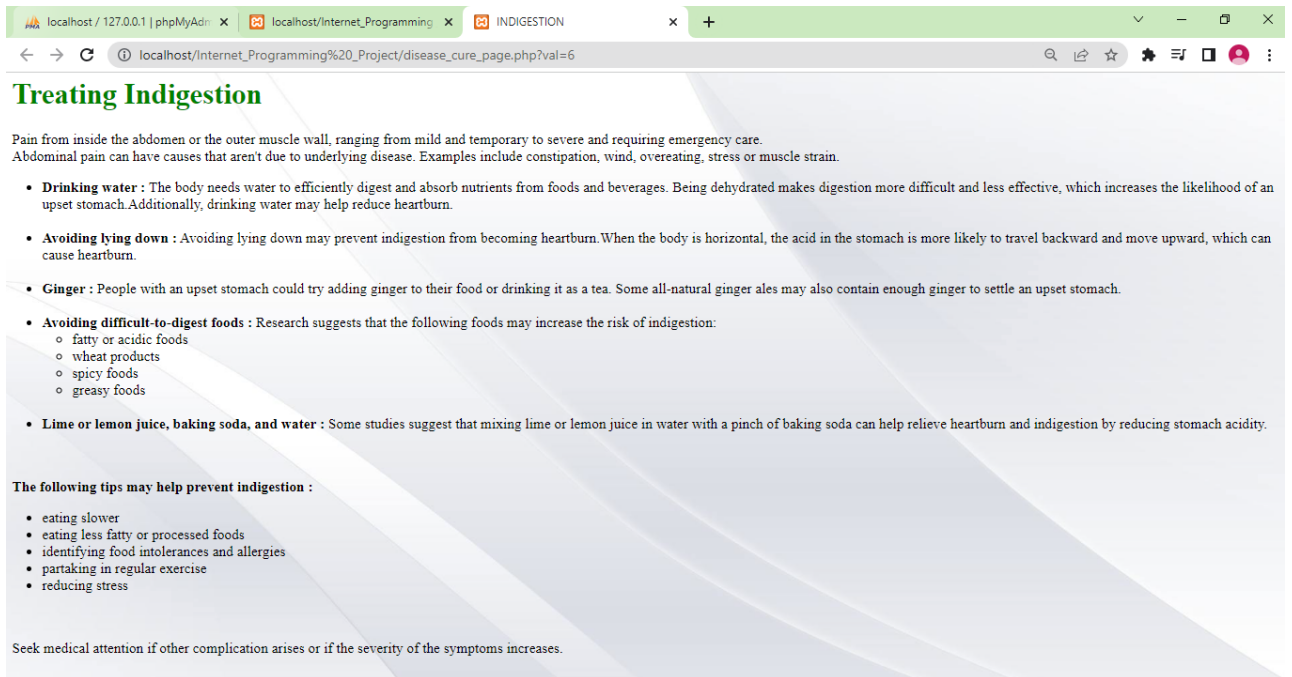 localhost / 127.0.0.1 | phpMyAdm
localhost/Internet_Programming
INDIGESTION
localhost/Internet_Programming%20_Project/disease_cure_page.php?val=6
Treating Indigestion
Pain from inside the abdomen or the outer muscle wall, ranging from mild and temporary to severe and requiring emergency care.
Abdominal pain can have causes that aren't due to underlying disease. Examples include constipation, wind, overeating, stress or muscle strain.
• Drinking water : The body needs water to efficiently digest and absorb nutrients from foods and beverages. Being dehydrated makes digestion more difficult and less effective, which increases the likelihood of an
upset stomach.Additionally, drinking water may help reduce heartburn.
• Avoiding lying down : Avoiding lying down may prevent indigestion from becoming heartburn.When the body is horizontal, the acid in the stomach is more likely to travel backward and move upward, which can
cause heartburn.
• Ginger : People with an upset stomach could try adding ginger to their food or drinking it as a tea. Some all-natural ginger ales may also contain enough ginger to settle an upset stomach.
• Avoiding difficult-to-digest foods : Research suggests that the following foods may increase the risk of indigestion:
◦ fatty or acidic foods
◦ wheat products
◦ spicy foods
◦ greasy foods
• Lime or lemon juice, baking soda, and water : Some studies suggest that mixing lime or lemon juice in water with a pinch of baking soda can help relieve heartburn and indigestion by reducing stomach acidity.
The following tips may help prevent indigestion :
• eating slower
• eating less fatty or processed foods
• identifying food intolerances and allergies
• partaking in regular exercise
• reducing stress
Seek medical attention if other complication arises or if the severity of the symptoms increases.